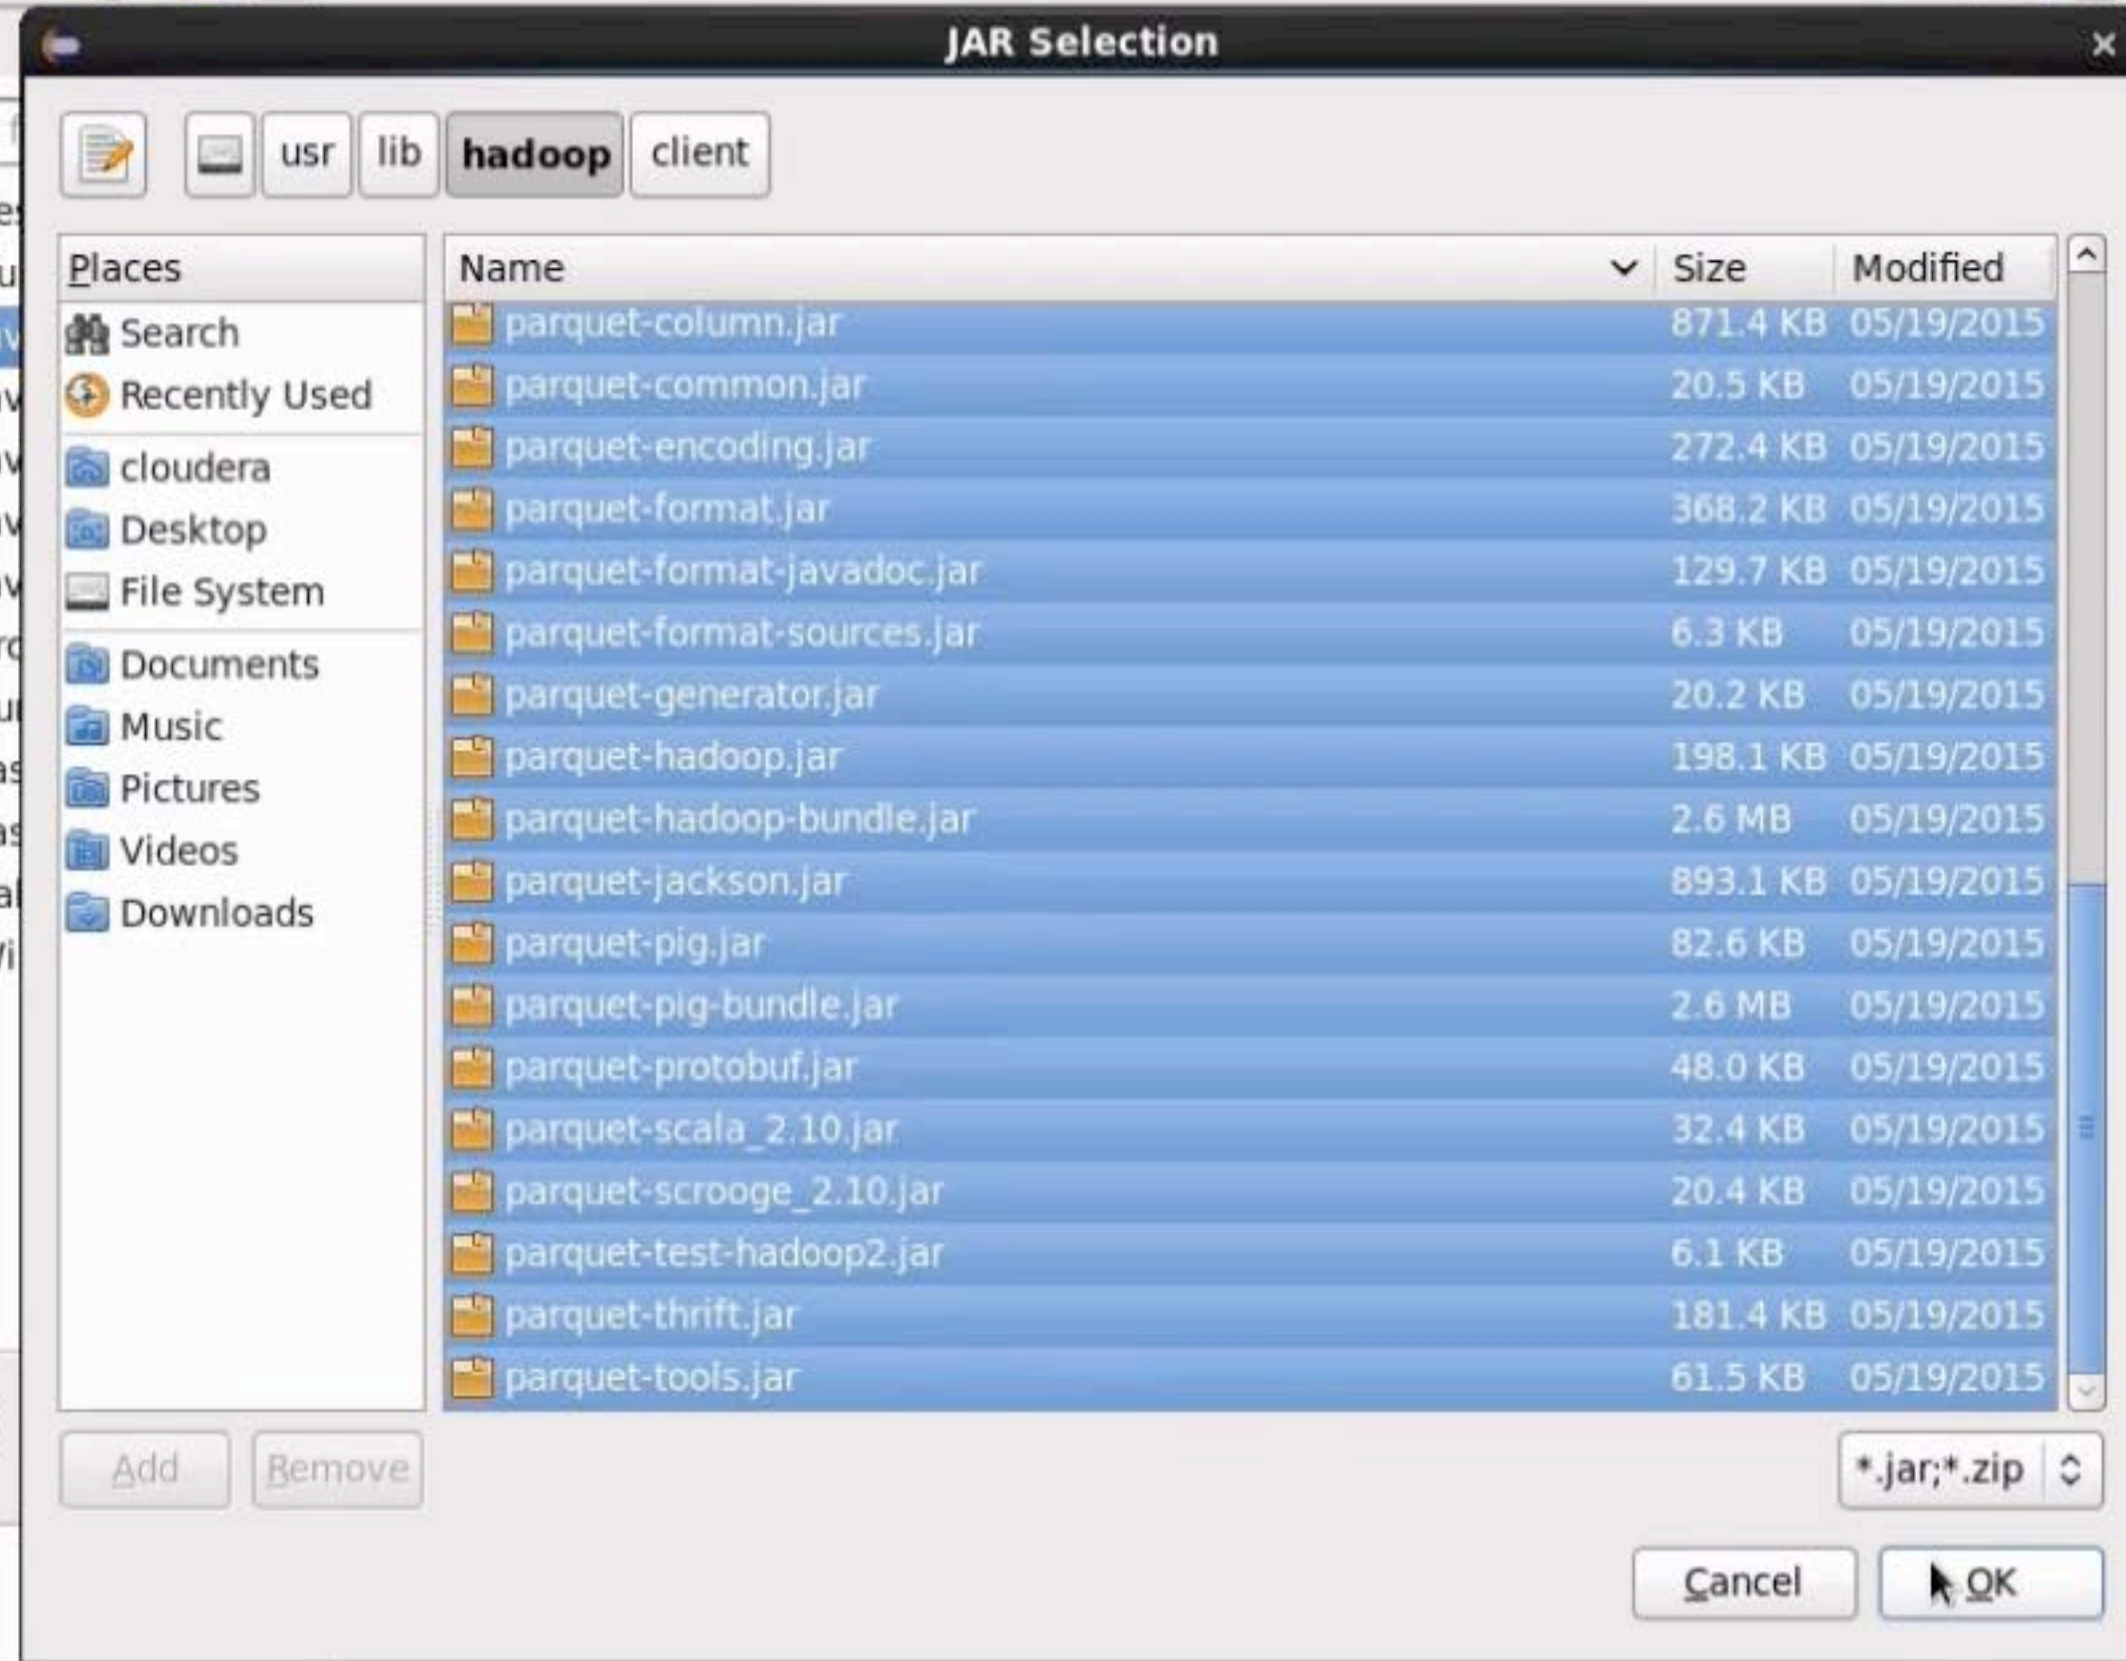 JAR Selection
usr lib hadoop client
Places
Name Size Modified
Search
Recently Used
cloudera
Desktop
File System
Documents
Music
Pictures
Videos
Downloads
parquet-column.jar 871.4 KB 05/19/2015
parquet-common.jar 20.5 KB 05/19/2015
parquet-encoding.jar 272.4 KB 05/19/2015
parquet-format.jar 368.2 KB 05/19/2015
parquet-format-javadoc.jar 129.7 KB 05/19/2015
parquet-format-sources.jar 6.3 KB 05/19/2015
parquet-generator.jar 20.2 KB 05/19/2015
parquet-hadoop.jar 198.1 KB 05/19/2015
parquet-hadoop-bundle.jar 2.6 MB 05/19/2015
parquet-jackson.jar 893.1 KB 05/19/2015
parquet-pig.jar 82.6 KB 05/19/2015
parquet-pig-bundle.jar 2.6 MB 05/19/2015
parquet-protobuf.jar 48.0 KB 05/19/2015
parquet-scala_2.10.jar 32.4 KB 05/19/2015
parquet-scrooge_2.10.jar 20.4 KB 05/19/2015
parquet-test-hadoop2.jar 6.1 KB 05/19/2015
parquet-thrift.jar 181.4 KB 05/19/2015
parquet-tools.jar 61.5 KB 05/19/2015
Add Remove
*.jar;*.zip
Cancel OK